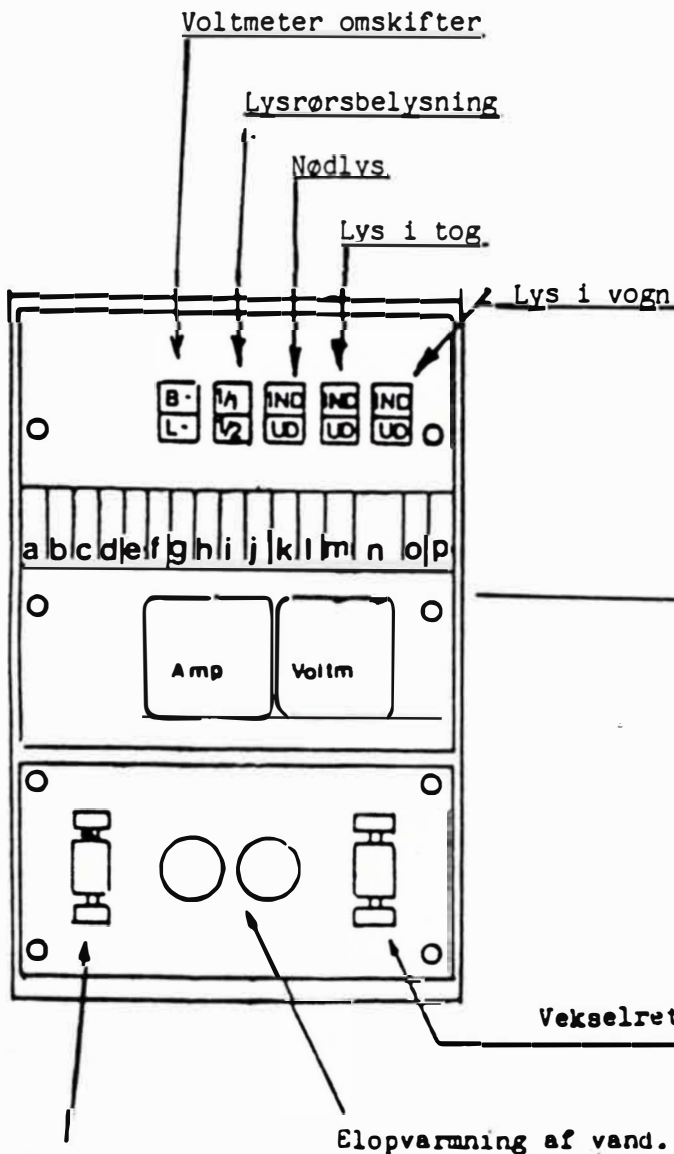 Voltmeter omskifter
Lysrørsbelysning
Nødlys
Lys i tog
Lys i vogn
B- 1/1 IND IND IND
L- 1/2 UD UD UD
a b c d e f g h i j k l m n o p
Amp Voltm
Vekselret
Elopvarmning af vand.